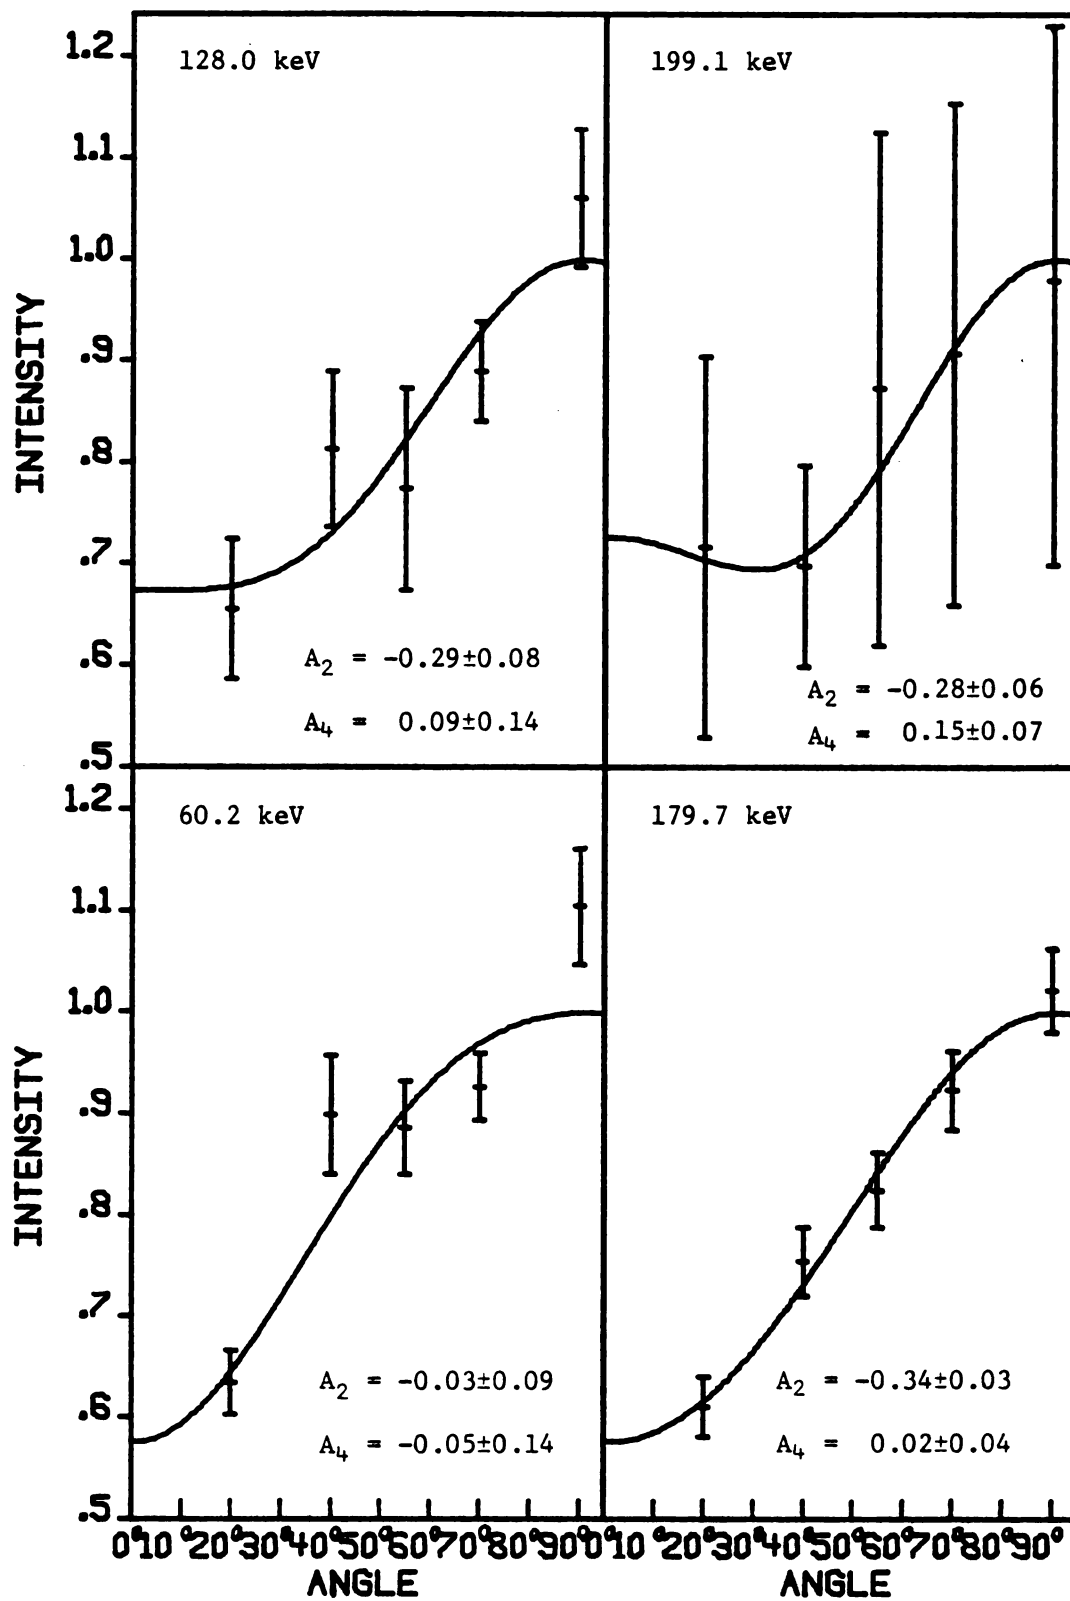 128.0 keV
199.1 keV
1.2
1.1
1.0
.9
.8
.7
.6
.5
INTENSITY
A₂ = -0.29±0.08
A₄ = 0.09±0.14
A₂ = -0.28±0.06
A₄ = 0.15±0.07
60.2 keV
179.7 keV
1.2
1.1
1.0
.9
.8
.7
.6
.5
INTENSITY
A₂ = -0.03±0.09
A₄ = -0.05±0.14
A₂ = -0.34±0.03
A₄ = 0.02±0.04
0° 10° 20° 30° 40° 50° 60° 70° 80° 90° 0° 10° 20° 30° 40° 50° 60° 70° 80° 90°
ANGLE ANGLE